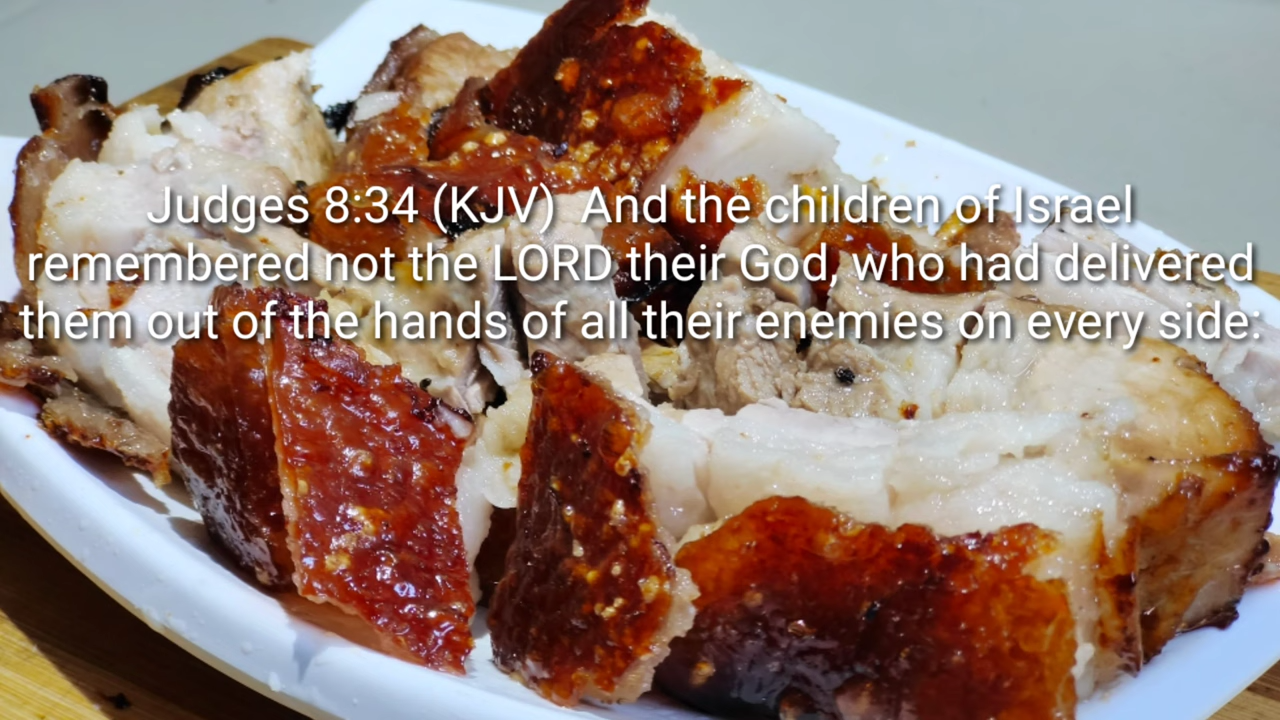 Judges 8:34 (KJV)  And the children of Israel
remembered not the LORD their God, who had delivered
them out of the hands of all their enemies on every side: